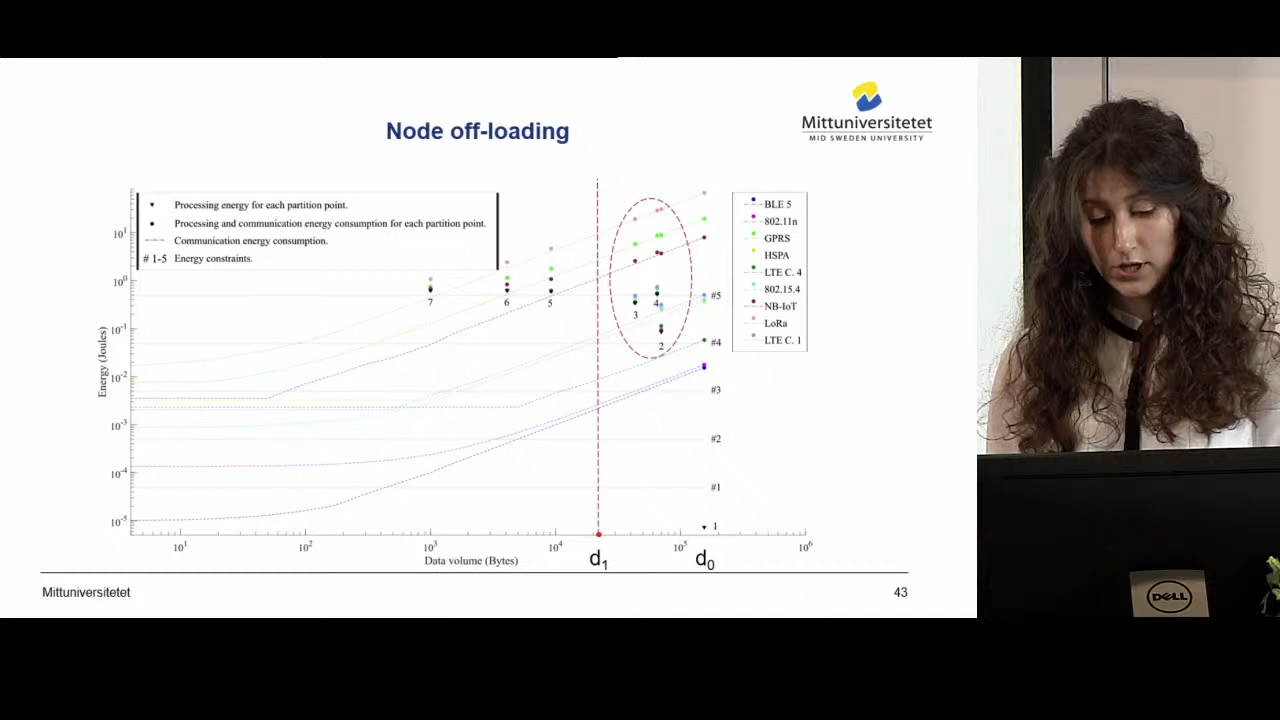 Node off-loading
Mittuniversitetet
MID SWEDEN UNIVERSITY
Processing energy for each partition point.
Processing and communication energy consumption for each partition point.
Communication energy consumption.
# 1-5 Energy constraints.
BLE 5
802.11n
GPRS
HSPA
LTE C. 4
802.15.4
NB-IoT
LoRa
LTE C. 1
Energy (Joules)
10¹
10⁰
10⁻¹
10⁻²
10⁻³
10⁻⁴
10⁻⁵
7
6
5
3
4
2
1
#5
#4
#3
#2
#1
10¹
10²
10³
10⁴
10⁵
10⁶
Data volume (Bytes)
d₁
d₀
Mittuniversitetet
43
DELL